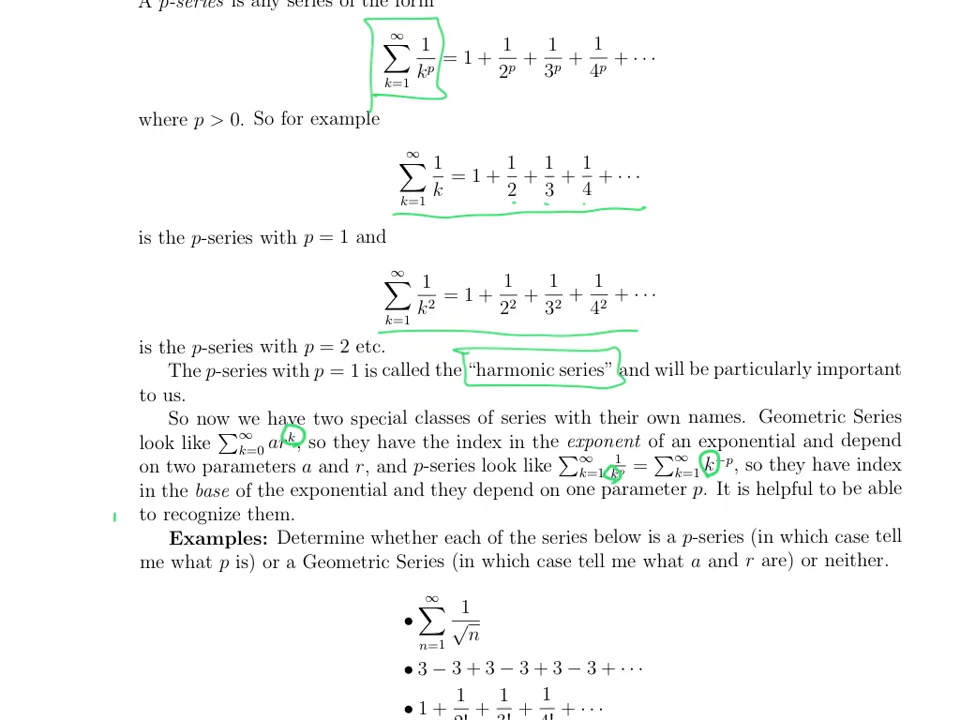 A p-series is any series of the form
∑_{k=1}^{∞} 1/k^p = 1 + 1/2^p + 1/3^p + 1/4^p + ⋯
where p > 0. So for example
∑_{k=1}^{∞} 1/k = 1 + 1/2 + 1/3 + 1/4 + ⋯
is the p-series with p = 1 and
∑_{k=1}^{∞} 1/k^2 = 1 + 1/2^2 + 1/3^2 + 1/4^2 + ⋯
is the p-series with p = 2 etc.
The p-series with p = 1 is called the “harmonic series” and will be particularly important
to us.
So now we have two special classes of series with their own names. Geometric Series
look like ∑_{k=0}^{∞} ar^k, so they have the index in the exponent of an exponential and depend
on two parameters a and r, and p-series look like ∑_{k=1}^{∞} 1/k^p = ∑_{k=1}^{∞} k^{-p}, so they have index
in the base of the exponential and they depend on one parameter p. It is helpful to be able
to recognize them.
Examples: Determine whether each of the series below is a p-series (in which case tell
me what p is) or a Geometric Series (in which case tell me what a and r are) or neither.
• ∑_{n=1}^{∞} 1/√n
• 3 − 3 + 3 − 3 + 3 − 3 + ⋯
• 1 + 1/2! + 1/3! + 1/4! + ⋯